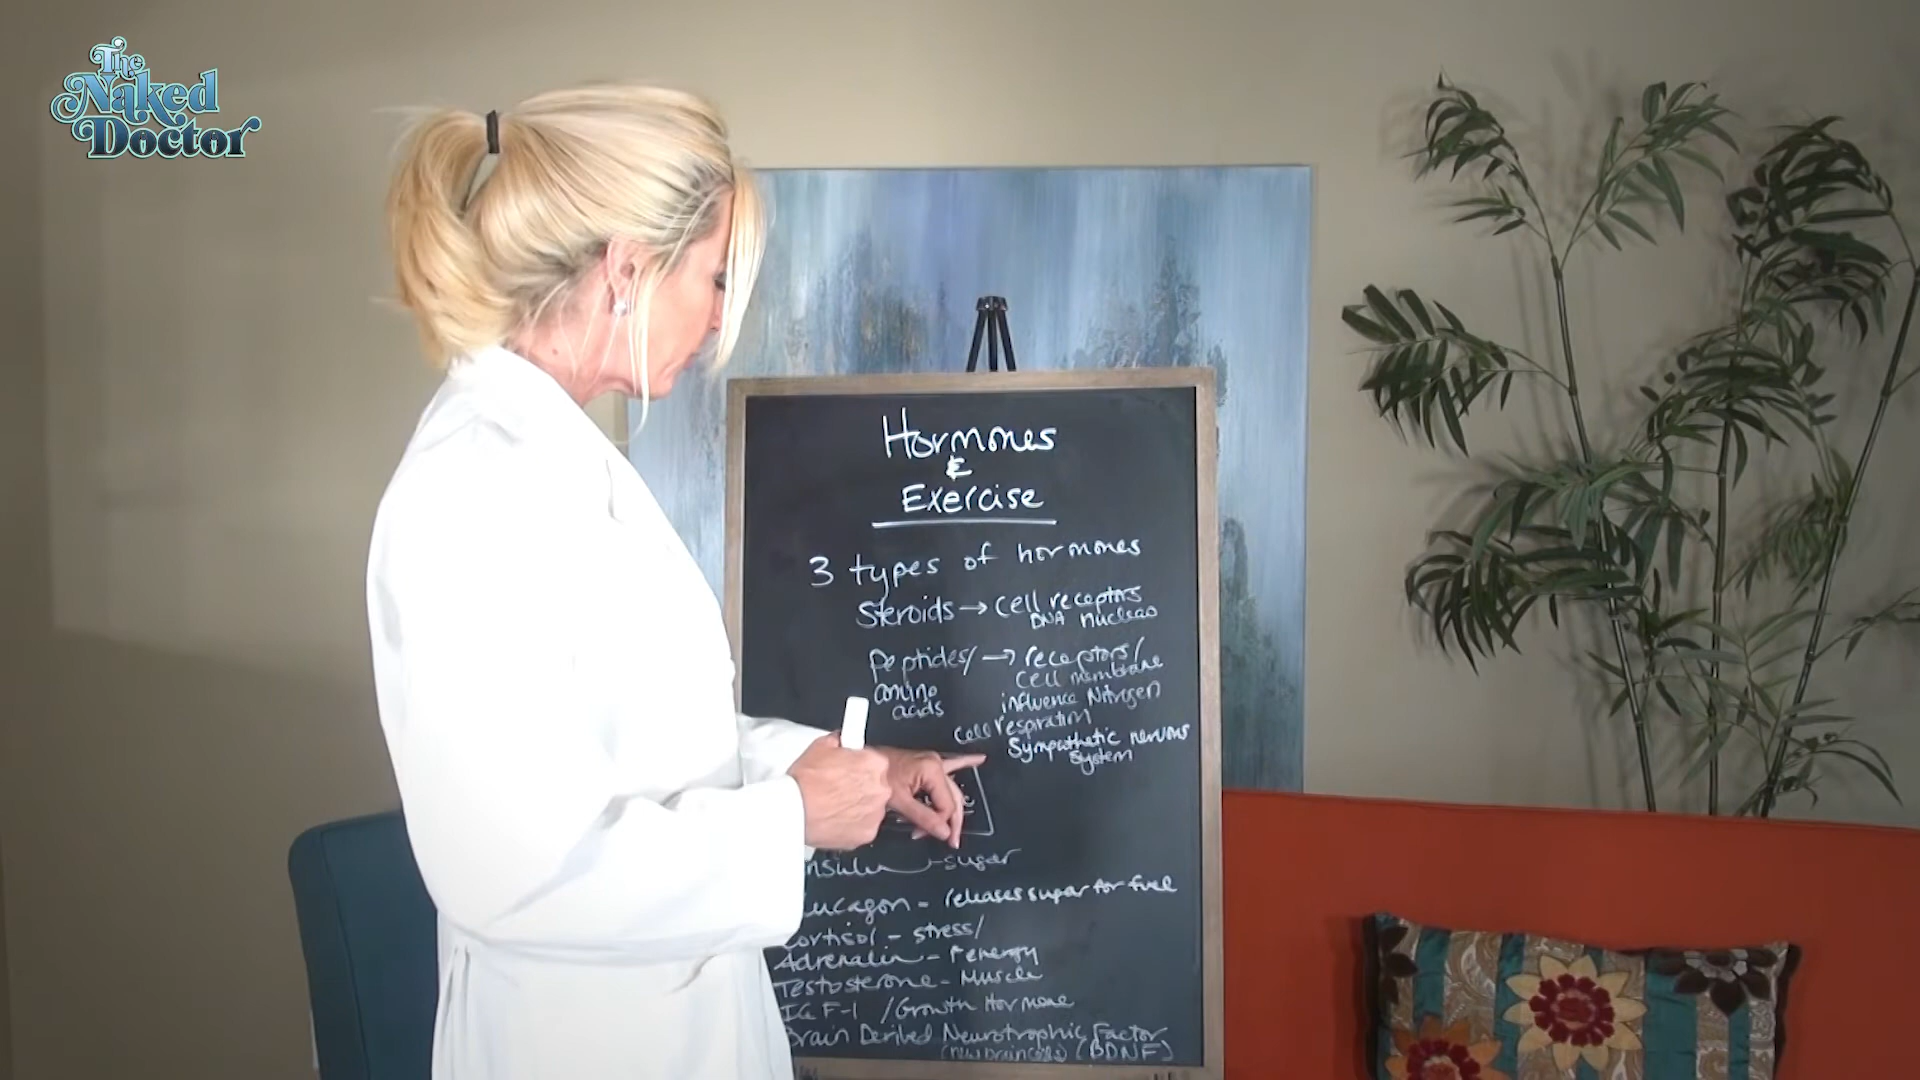 The
Naked
Doctor
Hormones
&
Exercise
3 types of hormones
Steroids → cell receptors
DNA nucleus
Peptides/ → receptors/
cell membrane
amino
acids
influence Nitrogen
cell respiration
Sympathetic nervous
system
- sugar
- releases sugar for fuel
Cortisol - stress/
Adrenalin - ↑energy
Testosterone - Muscle
IGF-1 / Growth Hormone
Brain Derived Neurotrophic Factor
(new brain cells) (BDNF)